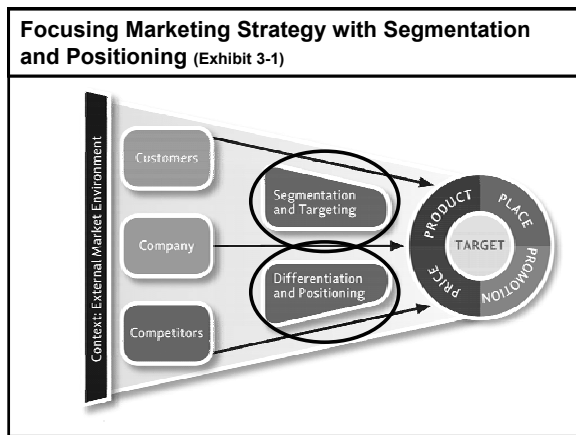 Focusing Marketing Strategy with Segmentation
and Positioning (Exhibit 3-1)
Context: External Market Environment
Customers
Company
Competitors
Segmentation
and Targeting
Differentiation
and Positioning
PRODUCT
PLACE
PRICE
PROMOTION
TARGET